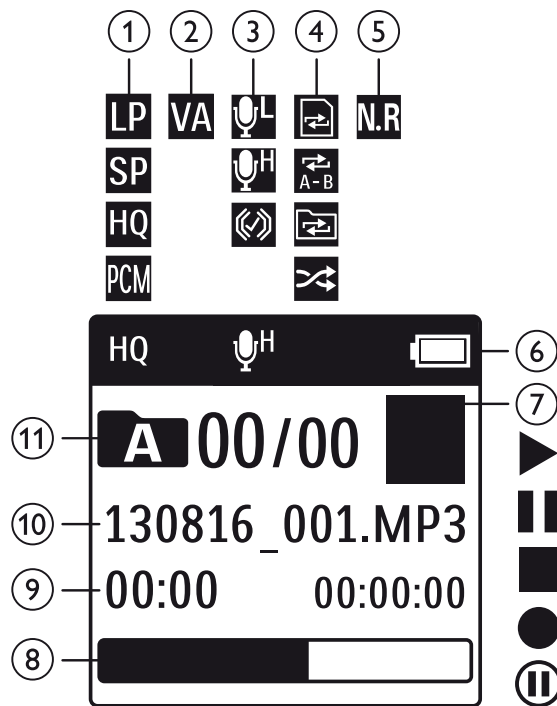 1 2 3 4 5
LP VA L N.R
SP H A-B
HQ
PCM
HQ H 6
7
11 A 00/00
10 130816_001.MP3
9 00:00 00:00:00
8